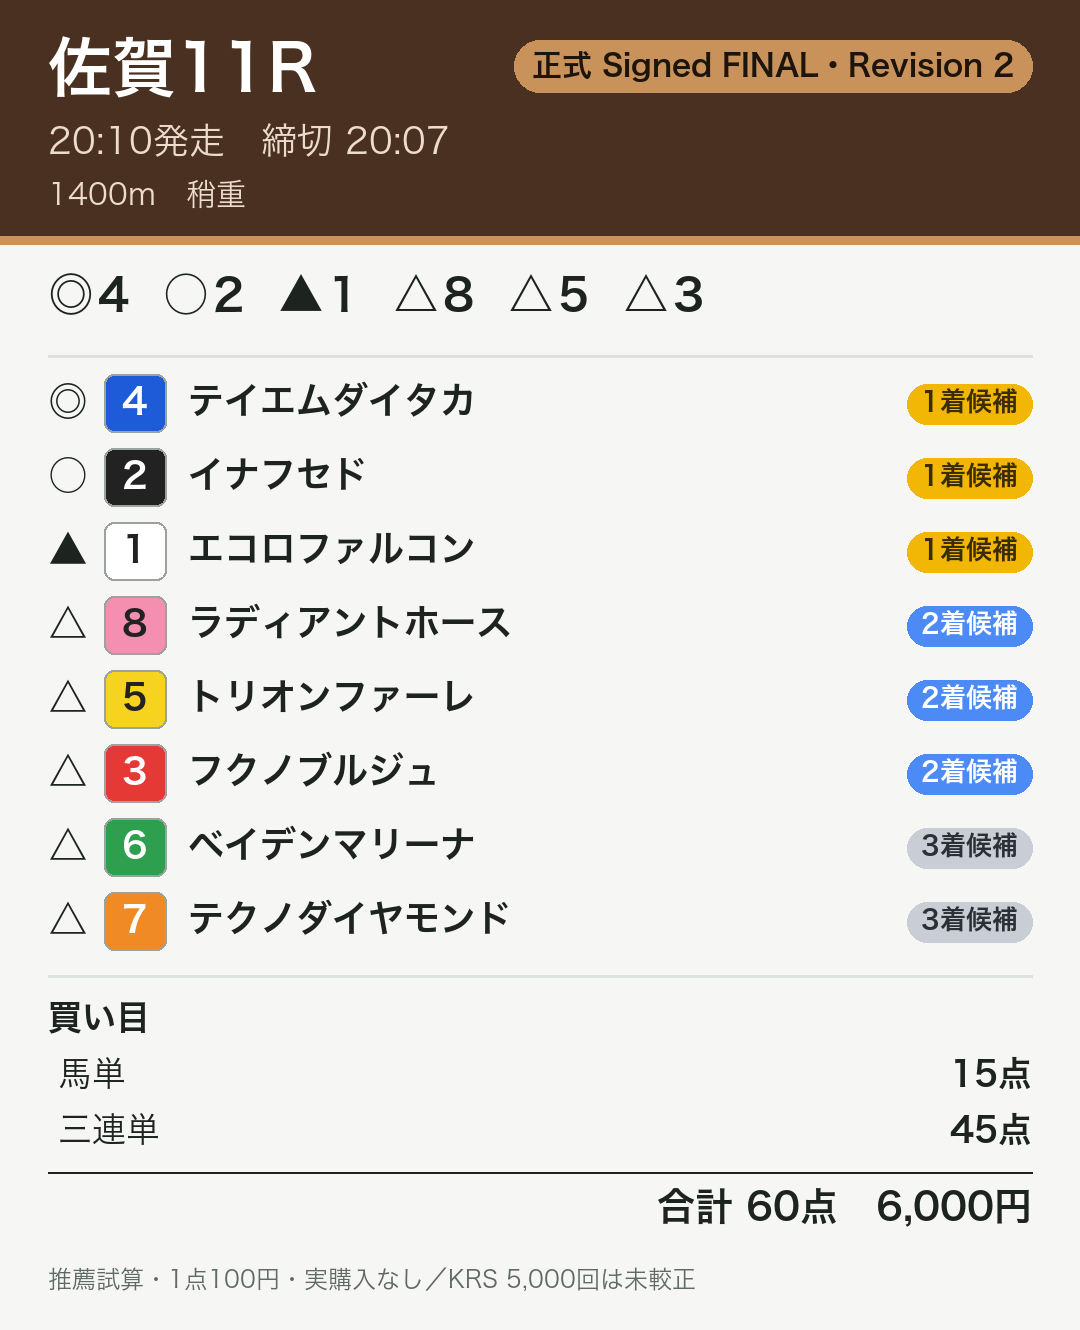 佐賀11R
正式 Signed FINAL・Revision 2
20:10発走　締切 20:07
1400m　稍重
◎4 ○2 ▲1 △8 △5 △3
◎ 4 テイエムダイタカ 1着候補
○ 2 イナフセド 1着候補
▲ 1 エコロファルコン 1着候補
△ 8 ラディアントホース 2着候補
△ 5 トリオンファーレ 2着候補
△ 3 フクノブルジュ 2着候補
△ 6 ベイデンマリーナ 3着候補
△ 7 テクノダイヤモンド 3着候補
買い目
馬単 15点
三連単 45点
合計 60点　6,000円
推薦試算・1点100円・実購入なし／KRS 5,000回は未較正